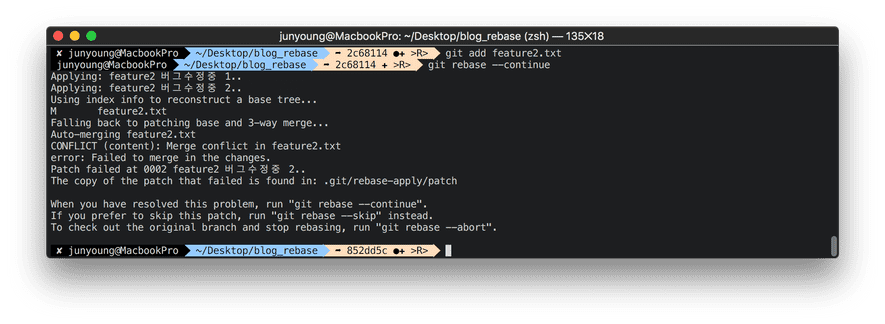 junyoung@MacbookPro: ~/Desktop/blog_rebase (zsh) — 135×18
✘ junyoung@MacbookPro ~/Desktop/blog_rebase ➦ 2c68114 ●✚ >R> git add feature2.txt
junyoung@MacbookPro ~/Desktop/blog_rebase ➦ 2c68114 ✚ >R> git rebase --continue
Applying: feature2 버그수정중 1..
Applying: feature2 버그수정중 2..
Using index info to reconstruct a base tree...
M feature2.txt
Falling back to patching base and 3-way merge...
Auto-merging feature2.txt
CONFLICT (content): Merge conflict in feature2.txt
error: Failed to merge in the changes.
Patch failed at 0002 feature2 버그수정중 2..
The copy of the patch that failed is found in: .git/rebase-apply/patch
When you have resolved this problem, run "git rebase --continue".
If you prefer to skip this patch, run "git rebase --skip" instead.
To check out the original branch and stop rebasing, run "git rebase --abort".
✘ junyoung@MacbookPro ~/Desktop/blog_rebase ➦ 852dd5c ●✚ >R>